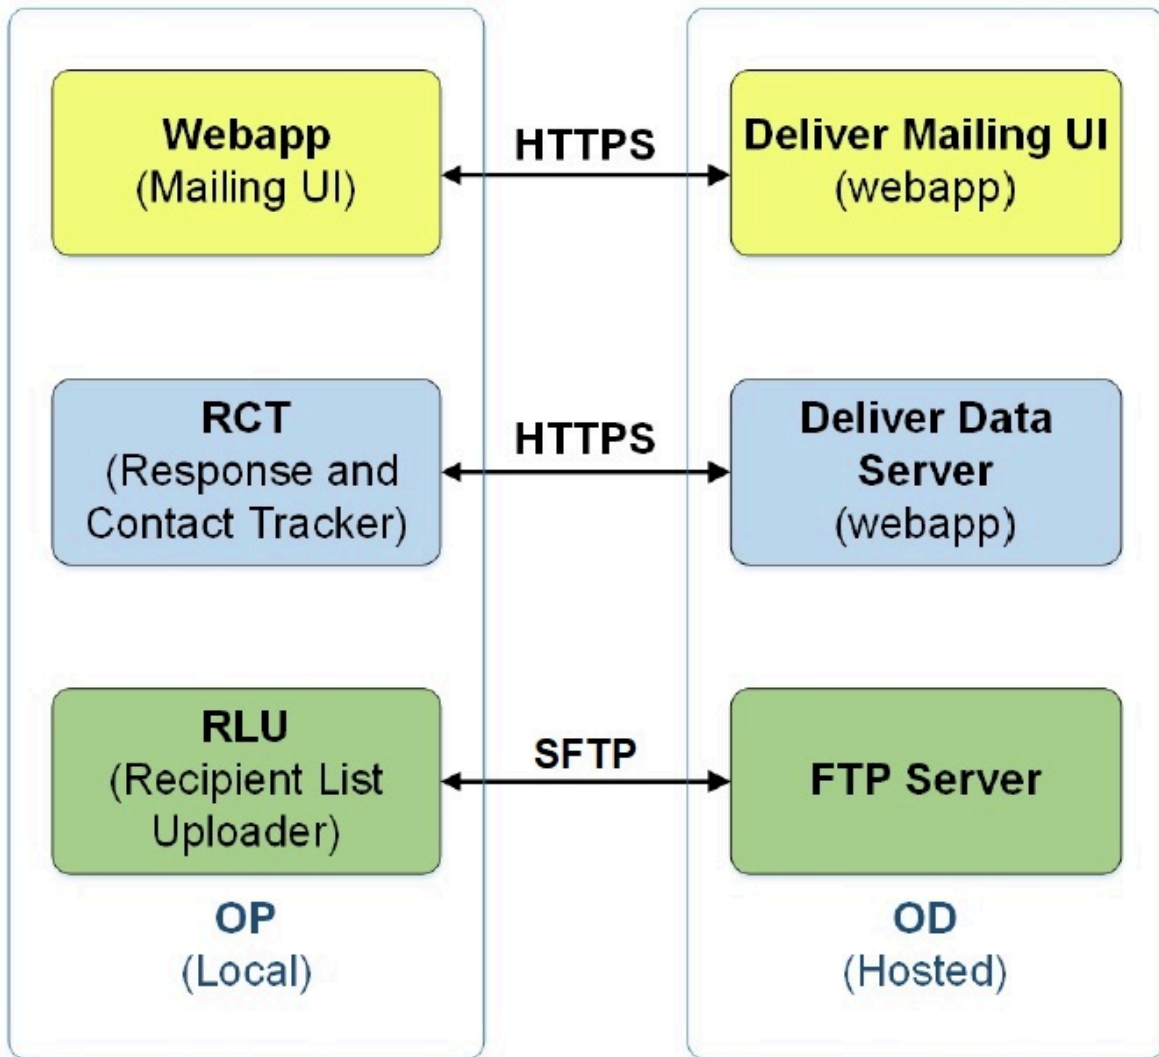 Webapp
(Mailing UI)
HTTPS
Deliver Mailing UI
(webapp)
RCT
(Response and
Contact Tracker)
HTTPS
Deliver Data
Server
(webapp)
RLU
(Recipient List
Uploader)
SFTP
FTP Server
OP
(Local)
OD
(Hosted)